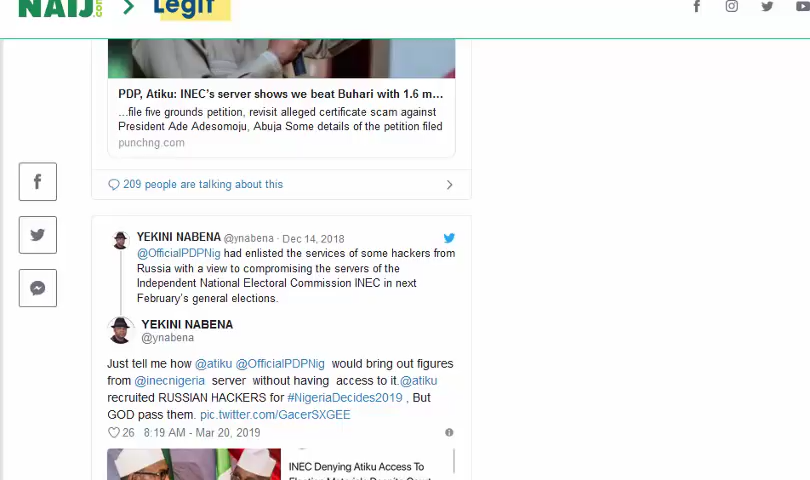 NAIJ.com > Legit
PDP, Atiku: INEC's server shows we beat Buhari with 1.6 m...
...file five grounds petition, revisit alleged certificate scam against
President Ade Adesomoju, Abuja Some details of the petition filed
punchng.com
209 people are talking about this
YEKINI NABENA @ynabena · Dec 14, 2018
@OfficialPDPNig had enlisted the services of some hackers from
Russia with a view to compromising the servers of the
Independent National Electoral Commission INEC in next
February's general elections.
YEKINI NABENA
@ynabena
Just tell me how @atiku @OfficialPDPNig would bring out figures
from @inecnigeria server without having access to it.@atiku
recruited RUSSIAN HACKERS for #NigeriaDecides2019 , But
GOD pass them. pic.twitter.com/GacerSXGEE
26 8:19 AM - Mar 20, 2019
INEC Denying Atiku Access To
Election Materials Despite Court